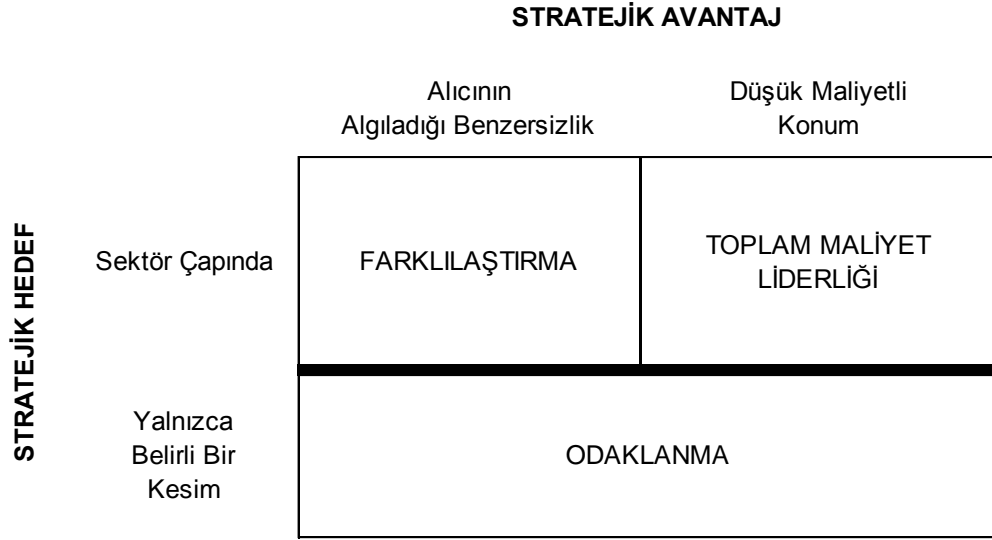 STRATEJİK AVANTAJ
Alıcının
Algıladığı Benzersizlik
Düşük Maliyetli
Konum
STRATEJİK HEDEF
Sektör Çapında
FARKLILAŞTIRMA
TOPLAM MALİYET
LİDERLİĞİ
Yalnızca
Belirli Bir
Kesim
ODAKLANMA